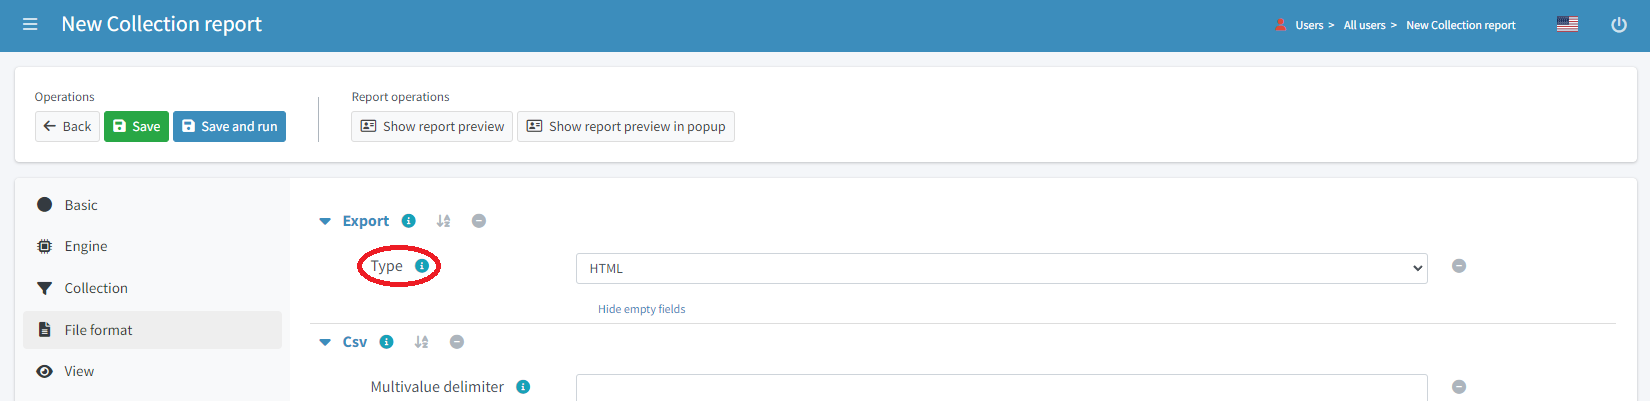 New Collection report
Users > All users > New Collection report
Operations
Report operations
Back Save Save and run Show report preview Show report preview in popup
Basic
Engine
Collection
File format
View
Export
Type HTML
Hide empty fields
Csv
Multivalue delimiter